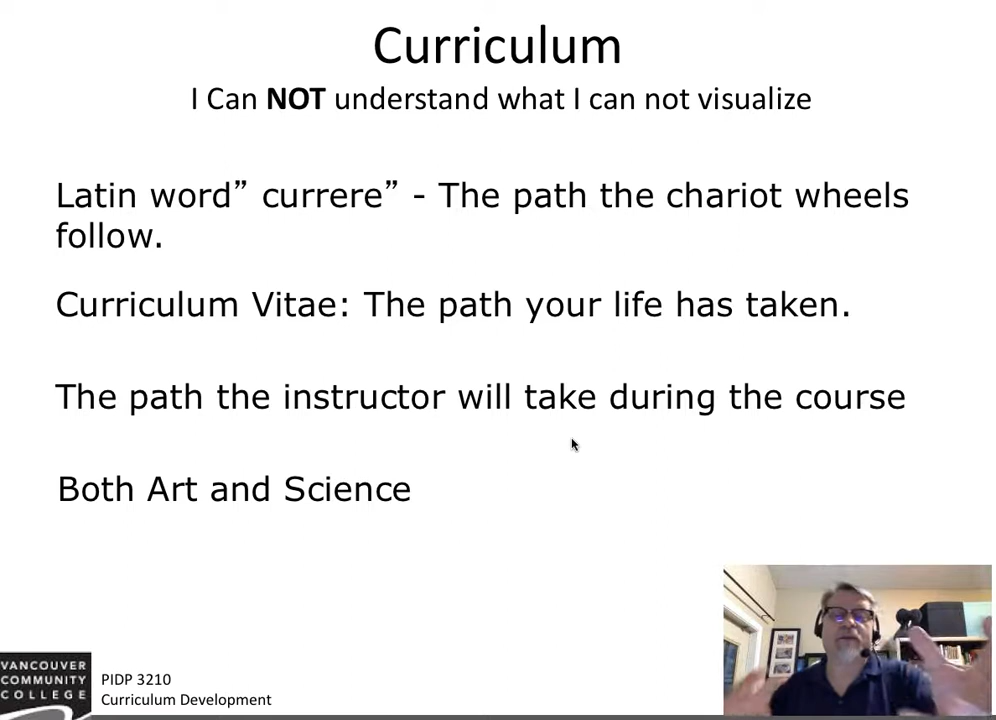 Curriculum
I Can NOT understand what I can not visualize
Latin word” currere” - The path the chariot wheels
follow.
Curriculum Vitae: The path your life has taken.
The path the instructor will take during the course
Both Art and Science
VANCOUVER
COMMUNITY
COLLEGE
PIDP 3210
Curriculum Development